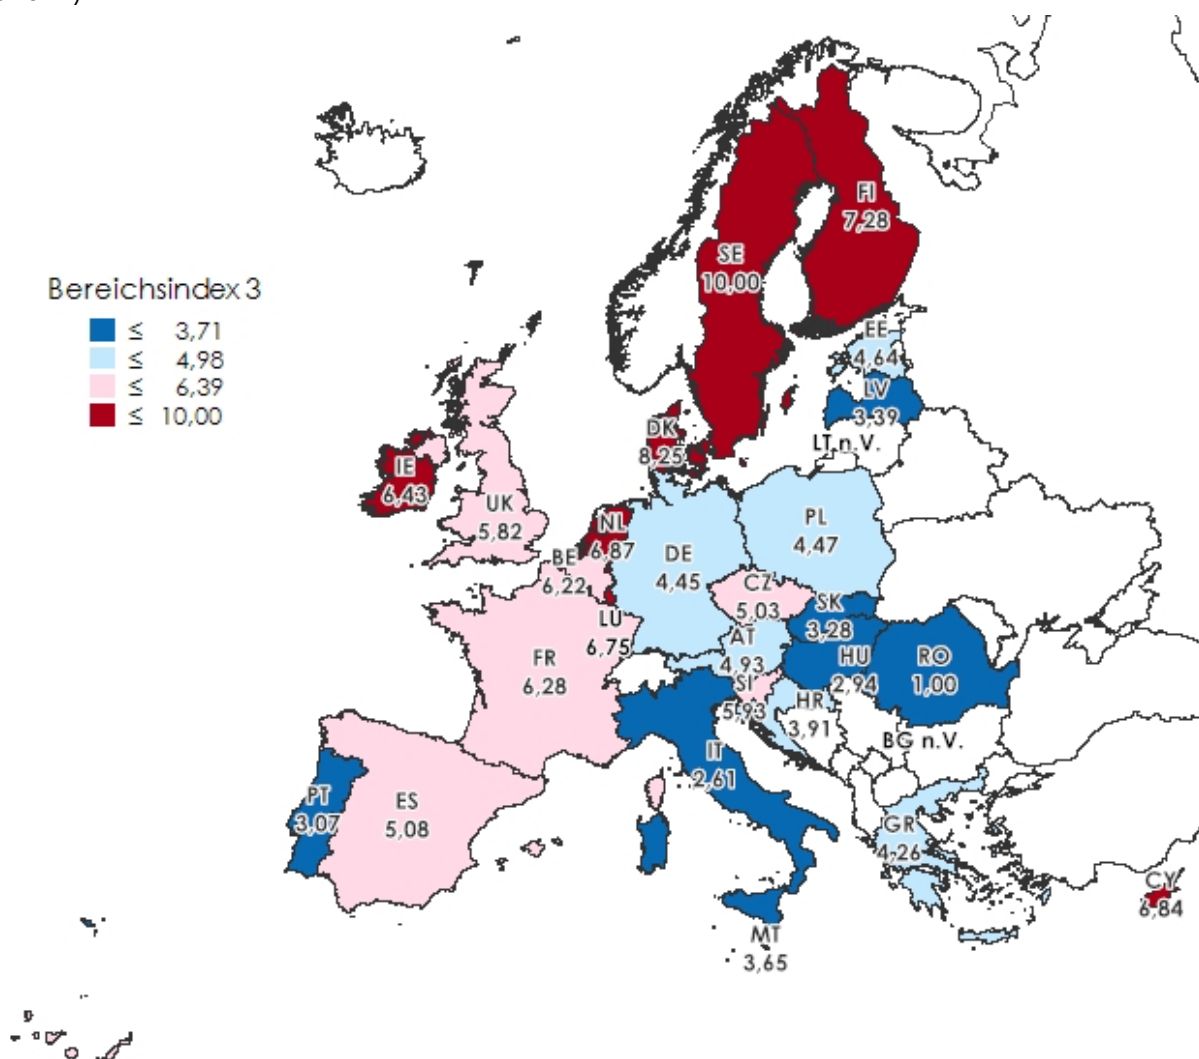 Bereichsindex 3
≤ 3,71
≤ 4,98
≤ 6,39
≤ 10,00
FI
7,28
SE
10,00
EE
4,64
LV
3,39
LT n.V.
DK
8,25
IE
6,43
UK
5,82
NL
6,87
BE
6,22
DE
4,45
PL
4,47
CZ
5,03
SK
3,28
LU
6,75
AT
4,93
FR
6,28
HU
2,94
RO
1,00
SI
5,93
HR
3,91
BG n.V.
IT
2,61
PT
3,07
ES
5,08
GR
4,26
CY
6,84
MT
3,65